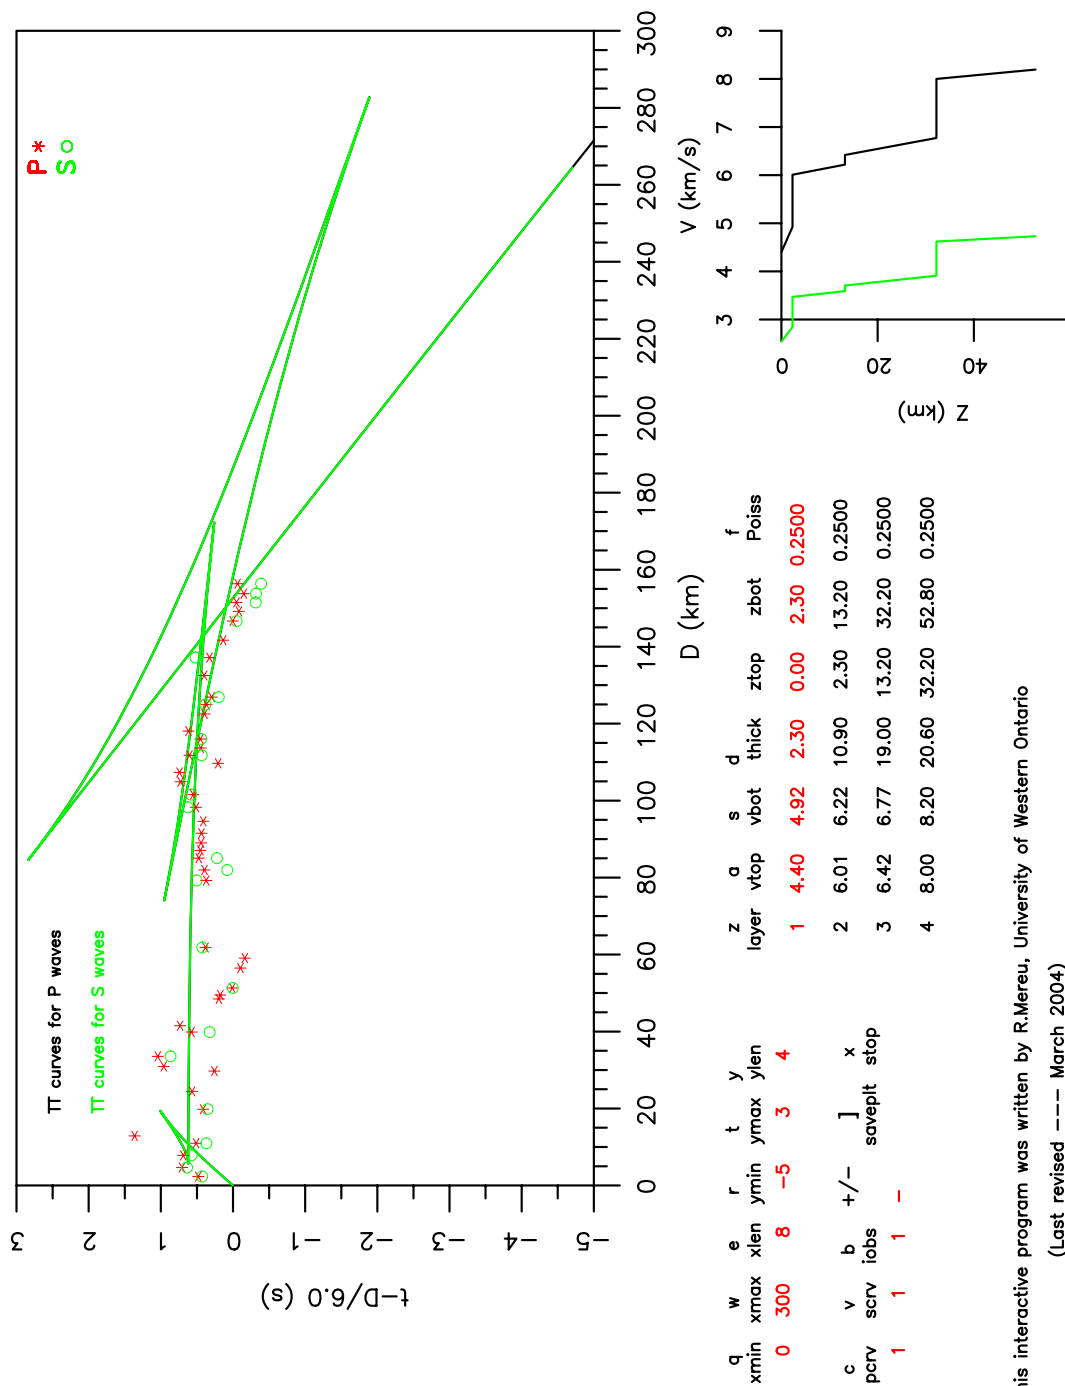 P *
S o
TT curves for P waves
TT curves for S waves
3 2 1 0 −1 −2 −3 −4 −5
t−D/6.0 (s)
0 20 40 60 80 100 120 140 160 180 200 220 240 260 280 300
D (km)
3 4 5 6 7 8 9
V (km/s)
0 20 40
Z (km)
q w e r t y
xmin xmax xlen ymin ymax ylen
0 300 8 −5 3 4
c v b +/− ] x
pcrv scrv iobs saveplt stop
1 1 1 −
z a s d f
layer vtop vbot thick ztop zbot Poiss
1 4.40 4.92 2.30 0.00 2.30 0.2500
2 6.01 6.22 10.90 2.30 13.20 0.2500
3 6.42 6.77 19.00 13.20 32.20 0.2500
4 8.00 8.20 20.60 32.20 52.80 0.2500
his interactive program was written by R.Mereu, University of Western Ontario
(Last revised −−− March 2004)